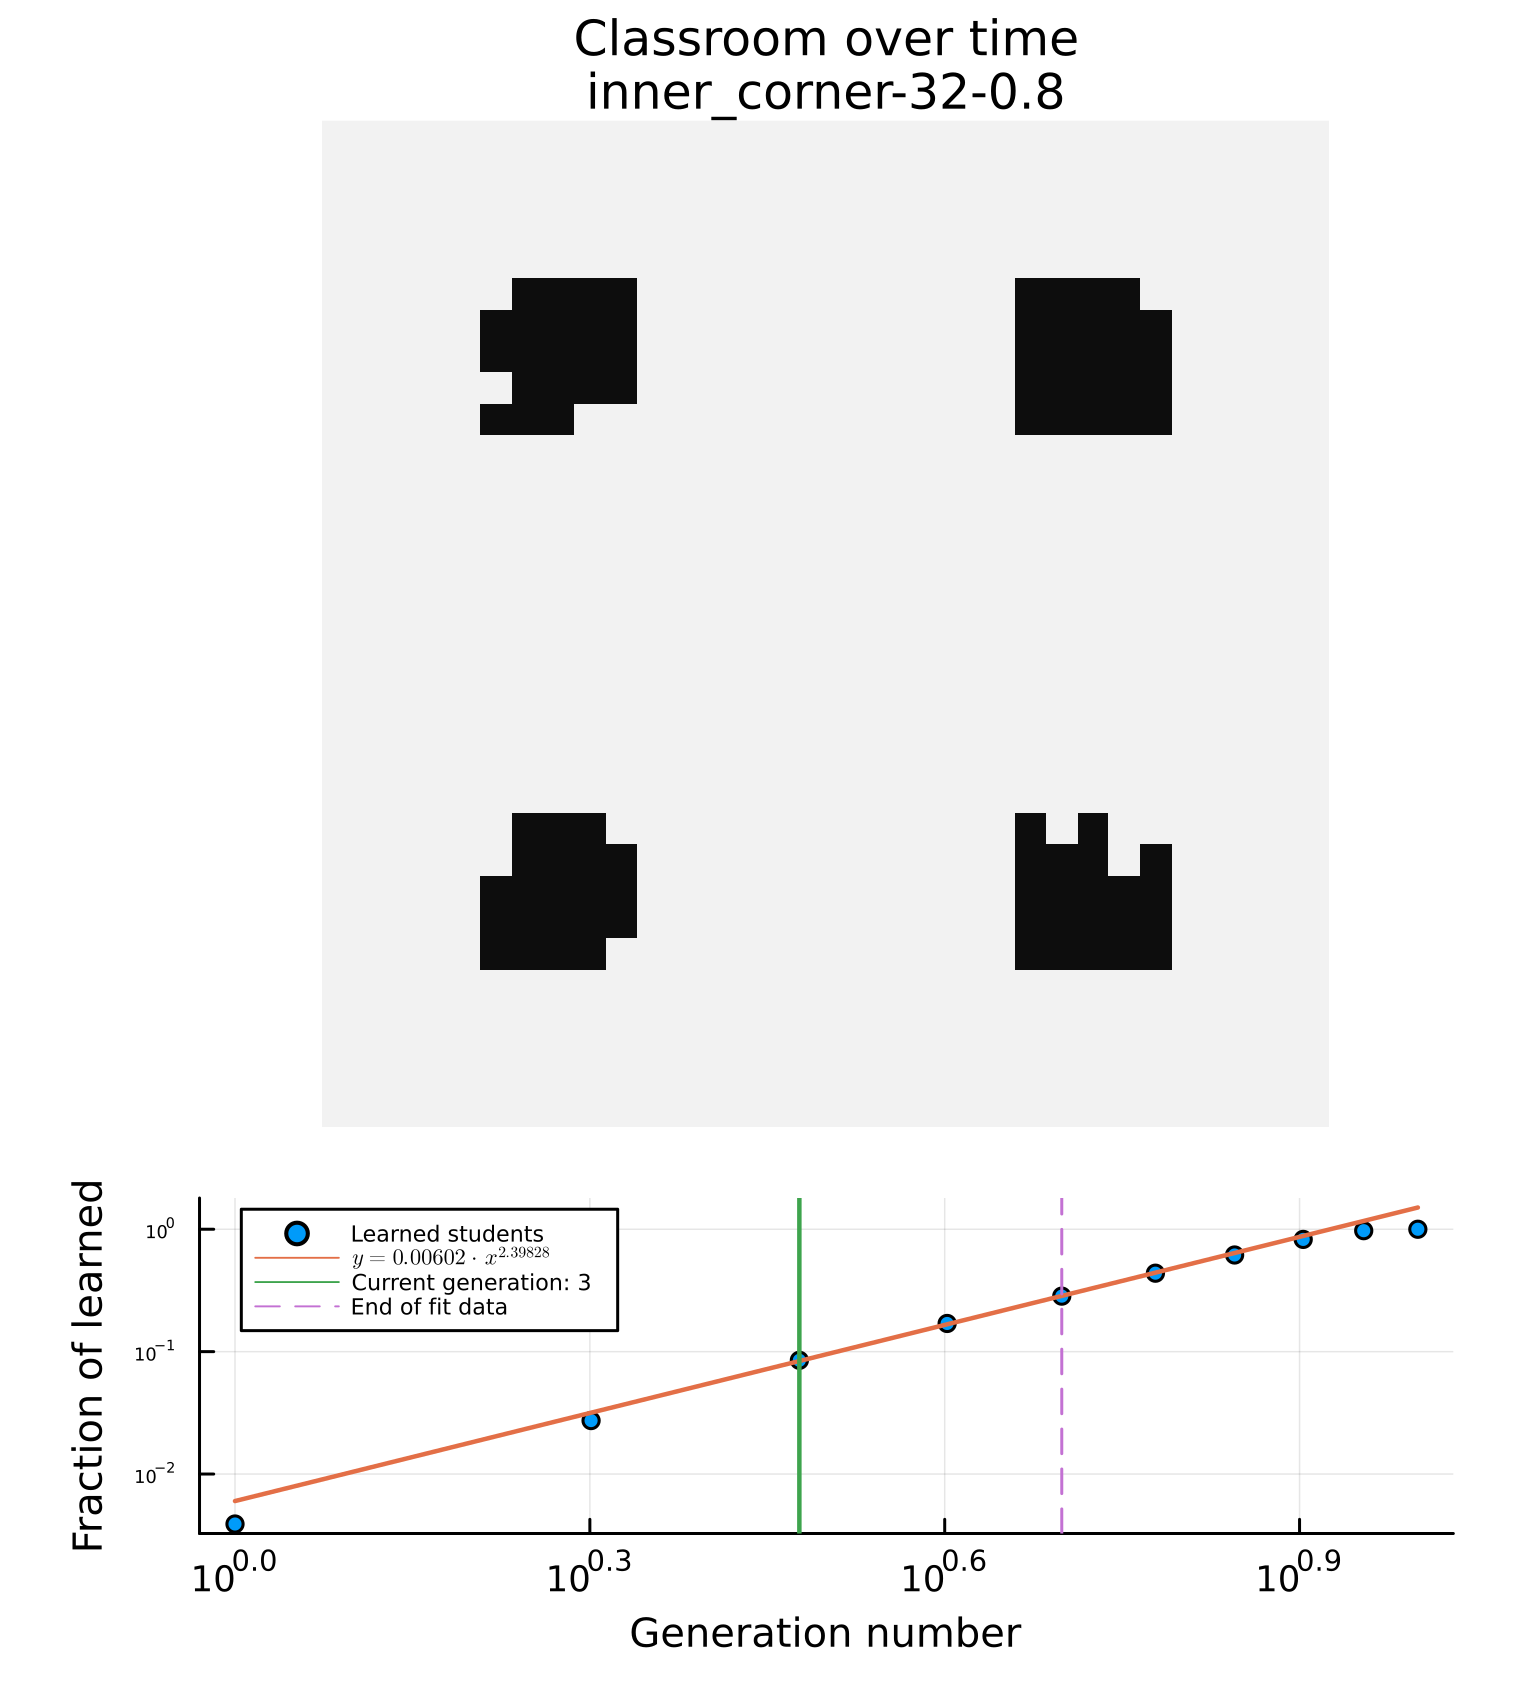 Classroom over time
inner_corner-32-0.8
Fraction of learned
10^0
10^−1
10^−2
Learned students
y = 0.00602 · x^2.39828
Current generation: 3
End of fit data
10^0.0 10^0.3 10^0.6 10^0.9
Generation number